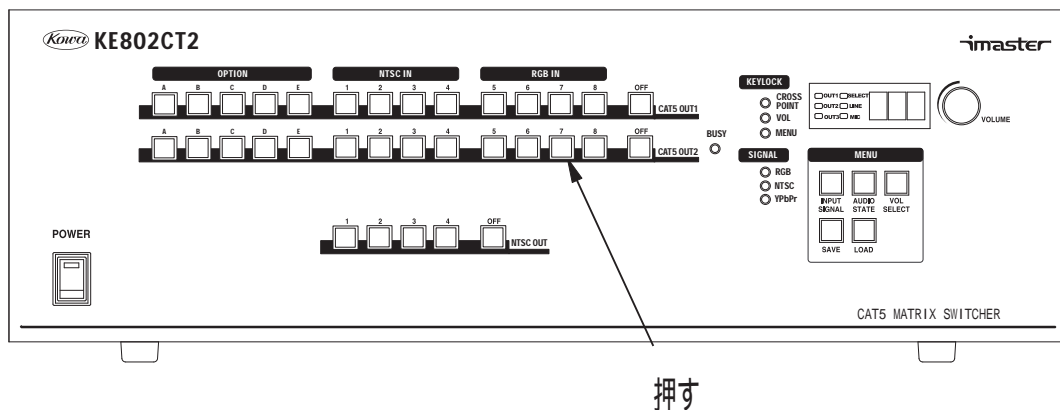 Kowa KE802CT2
imaster
OPTION NTSC IN RGB IN
A B C D E 1 2 3 4 5 6 7 8 OFF
CAT5 OUT1
A B C D E 1 2 3 4 5 6 7 8 OFF
CAT5 OUT2
BUSY
KEYLOCK
CROSS
POINT
VOL
MENU
SIGNAL
RGB
NTSC
YPbPr
OUT1 SELECT
OUT2 LINE
OUT3 MIC
VOLUME
MENU
INPUT
SIGNAL
AUDIO
STATE
VOL
SELECT
SAVE LOAD
1 2 3 4 OFF
NTSC OUT
POWER
CAT5 MATRIX SWITCHER
押す